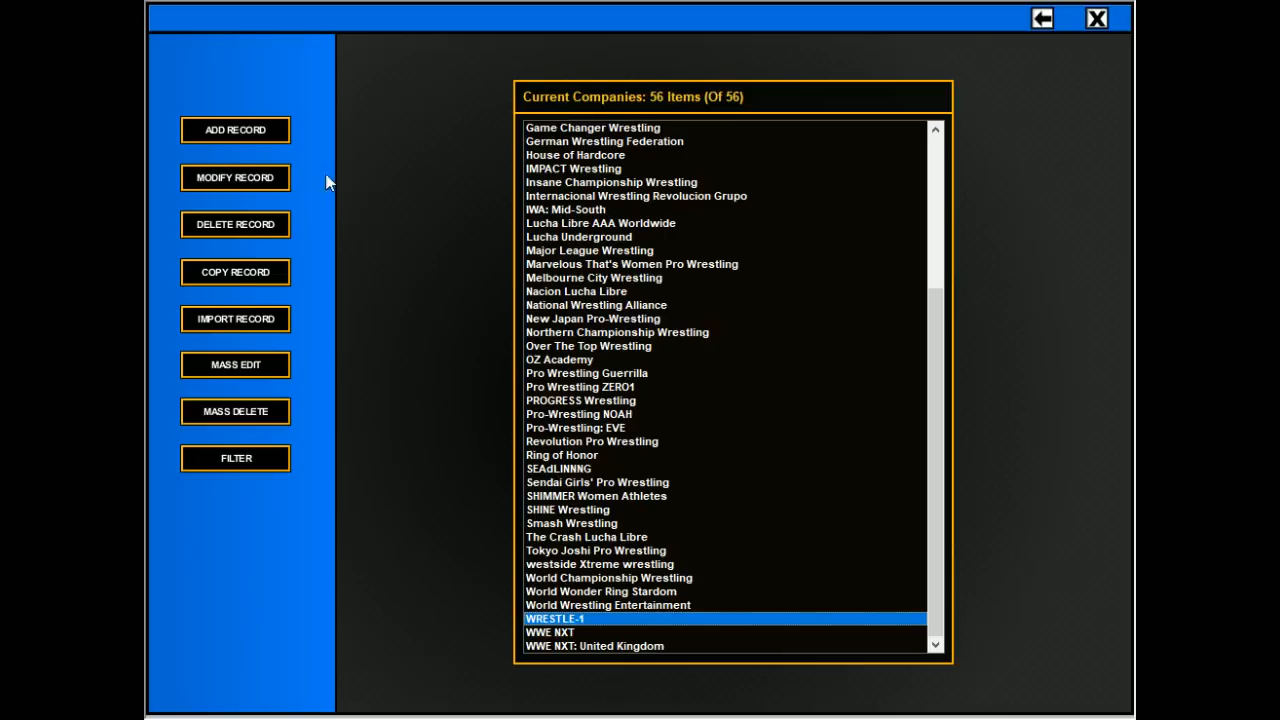 Current Companies: 56 Items (Of 56)
ADD RECORD
MODIFY RECORD
DELETE RECORD
COPY RECORD
IMPORT RECORD
MASS EDIT
MASS DELETE
FILTER
Game Changer Wrestling
German Wrestling Federation
House of Hardcore
IMPACT Wrestling
Insane Championship Wrestling
Internacional Wrestling Revolucion Grupo
IWA: Mid-South
Lucha Libre AAA Worldwide
Lucha Underground
Major League Wrestling
Marvelous That's Women Pro Wrestling
Melbourne City Wrestling
Nacion Lucha Libre
National Wrestling Alliance
New Japan Pro-Wrestling
Northern Championship Wrestling
Over The Top Wrestling
OZ Academy
Pro Wrestling Guerrilla
Pro Wrestling ZERO1
PROGRESS Wrestling
Pro-Wrestling NOAH
Pro-Wrestling: EVE
Revolution Pro Wrestling
Ring of Honor
SEAdLINNNG
Sendai Girls' Pro Wrestling
SHIMMER Women Athletes
SHINE Wrestling
Smash Wrestling
The Crash Lucha Libre
Tokyo Joshi Pro Wrestling
westside Xtreme wrestling
World Championship Wrestling
World Wonder Ring Stardom
World Wrestling Entertainment
WRESTLE-1
WWE NXT
WWE NXT: United Kingdom